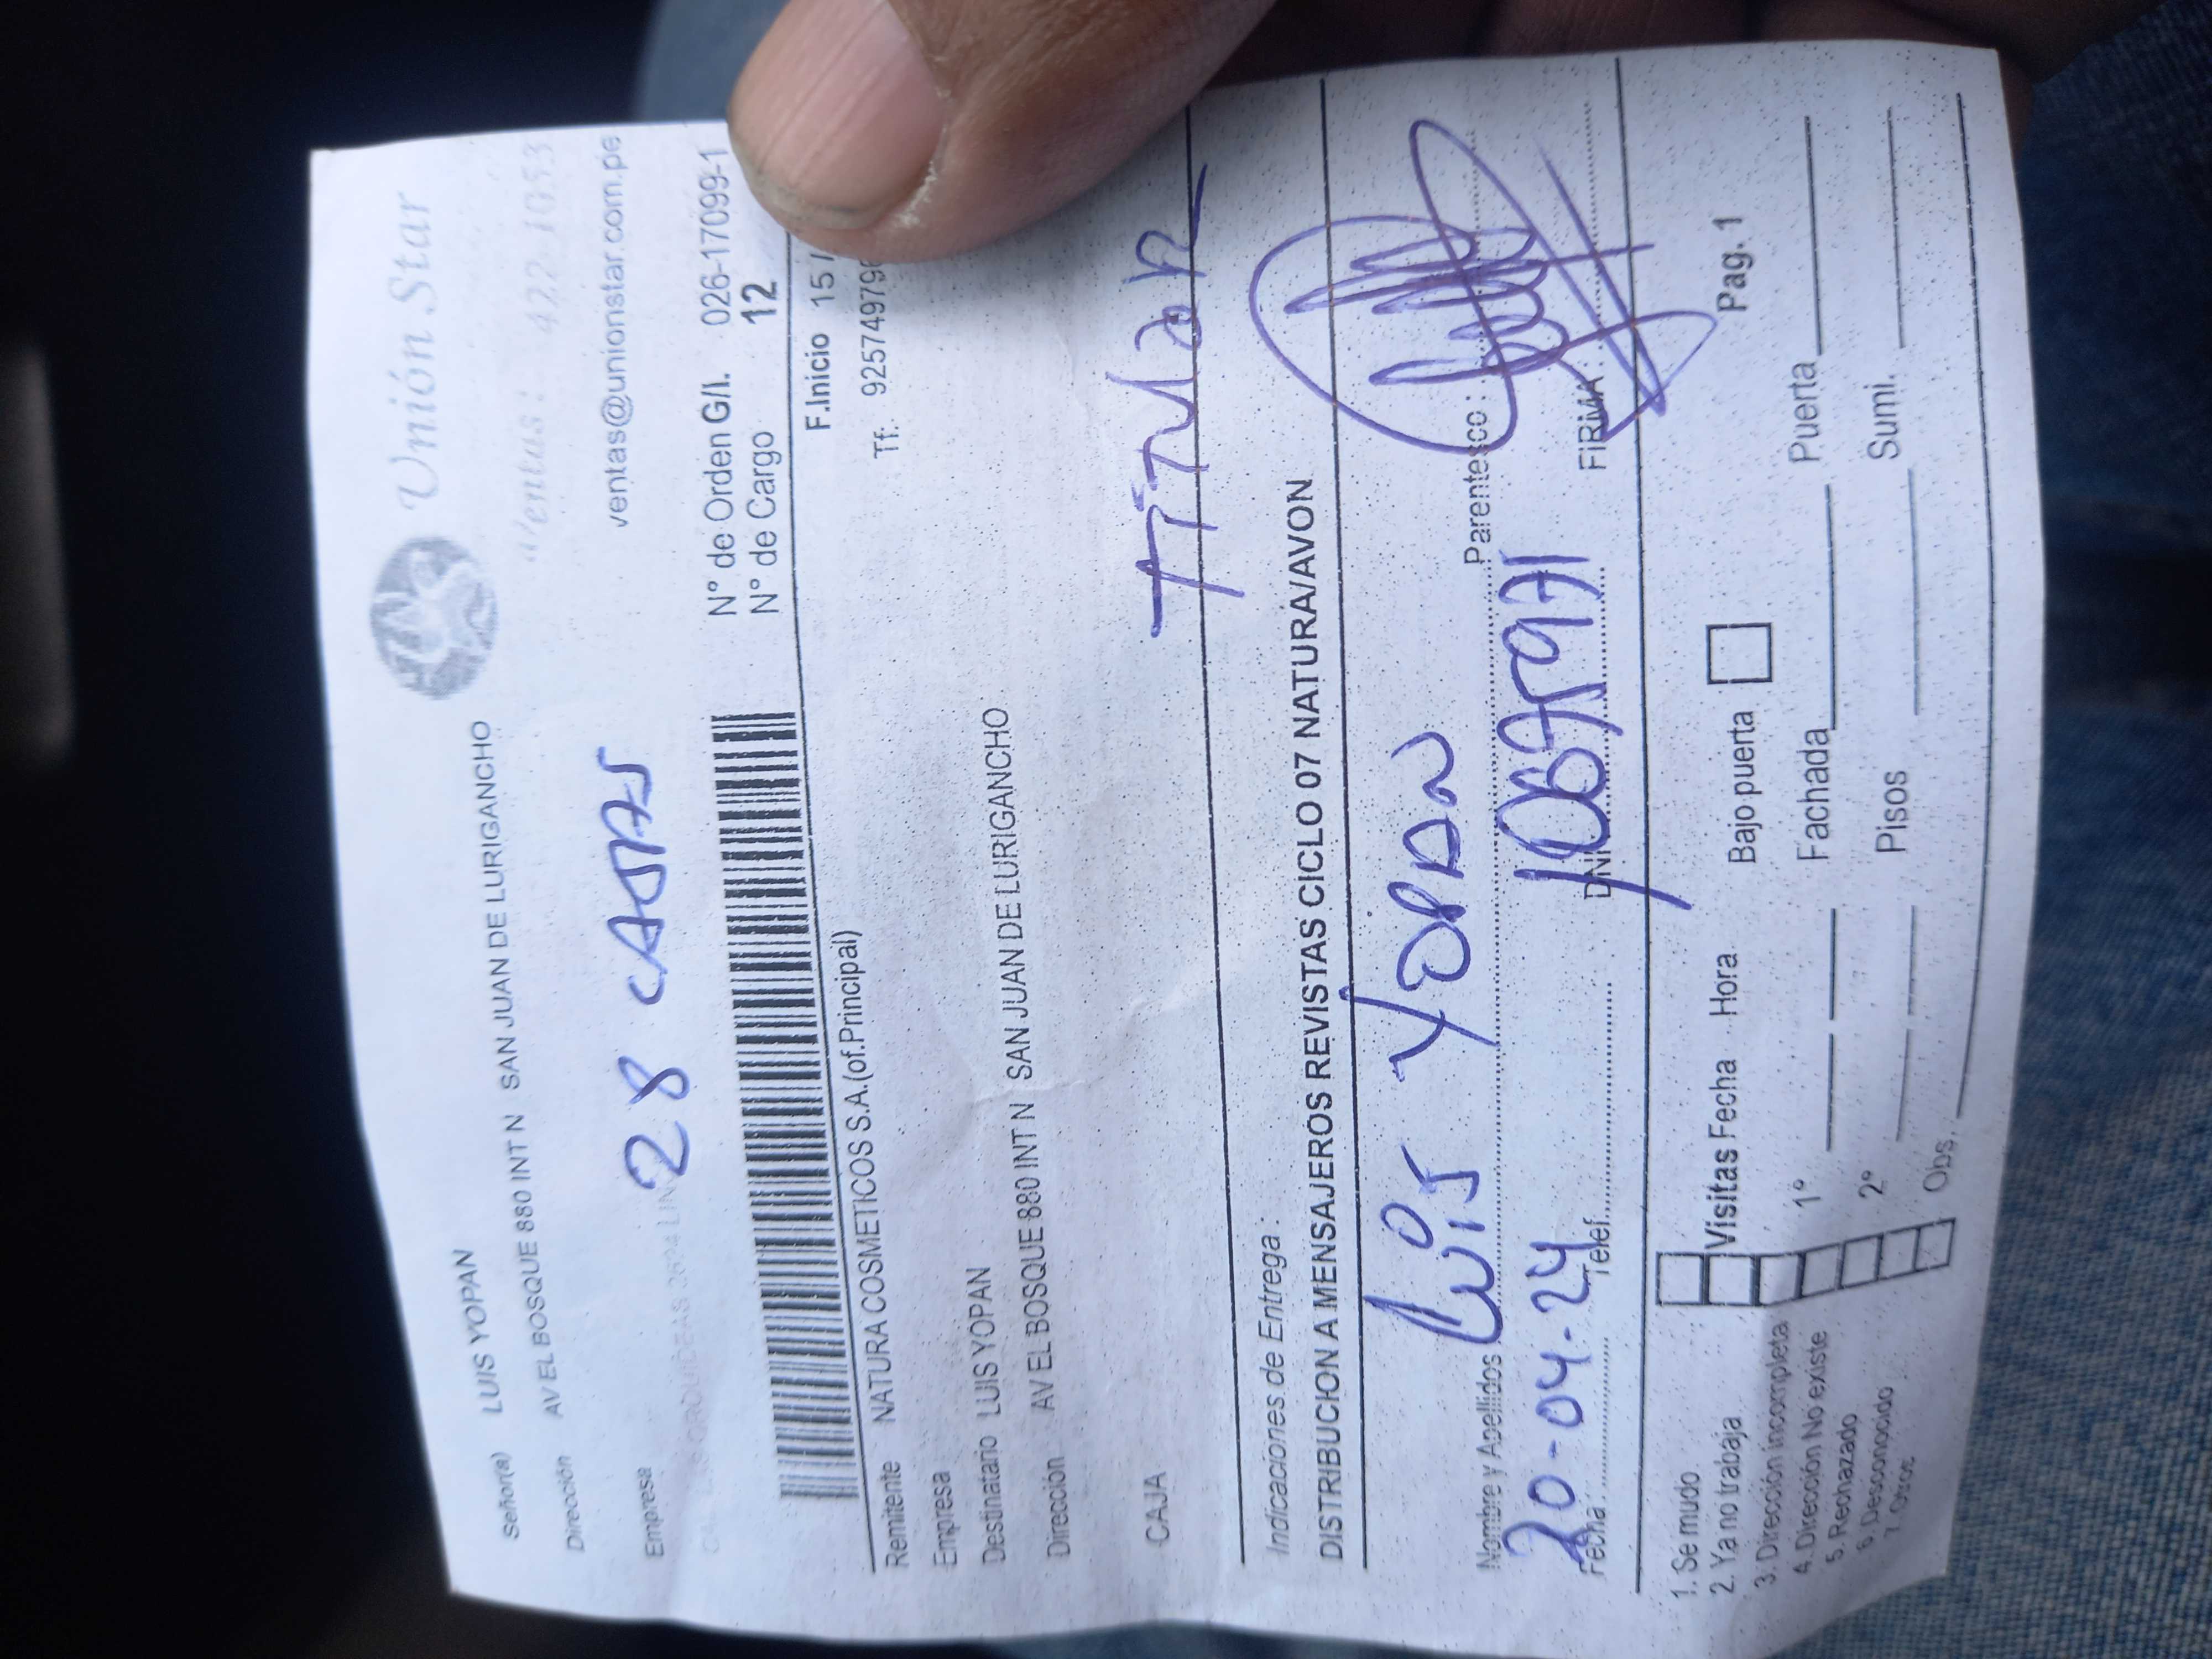 Señor(a) LUIS YOPAN
Dirección AV EL BOSQUE 880 INT N SAN JUAN DE LURIGANCHO
Empresa
Unión Star
Ventas: 422-1053
ventas@unionstar.com.pe
28 CAJAS
N° de Orden G/I. 026-17099-1
N° de Cargo 12
F.Inicio 15 /
Remitente NATURA COSMETICOS S.A.(of.Principal)
Tf: 92574979
Empresa
Destinatario LUIS YOPAN
Dirección AV EL BOSQUE 880 INT N SAN JUAN DE LURIGANCHO
CAJA
Titular
Indicaciones de Entrega :
DISTRIBUCION A MENSAJEROS REVISTAS CICLO 07 NATURA/AVON
Luis YOPAN
Nombre y Apellidos Parentesco :
20-04-24 10875971
Fecha Telef. DNI FIRMA :
1. Se mudo
2. Ya no trabaja
3. Dirección incompleta
4. Dirección No existe
5. Rechazado
6. Desconocido
7. Otros
Visitas Fecha Hora Bajo puerta Pag. 1
1° Fachada Puerta
2° Pisos Sumi.
Obs.